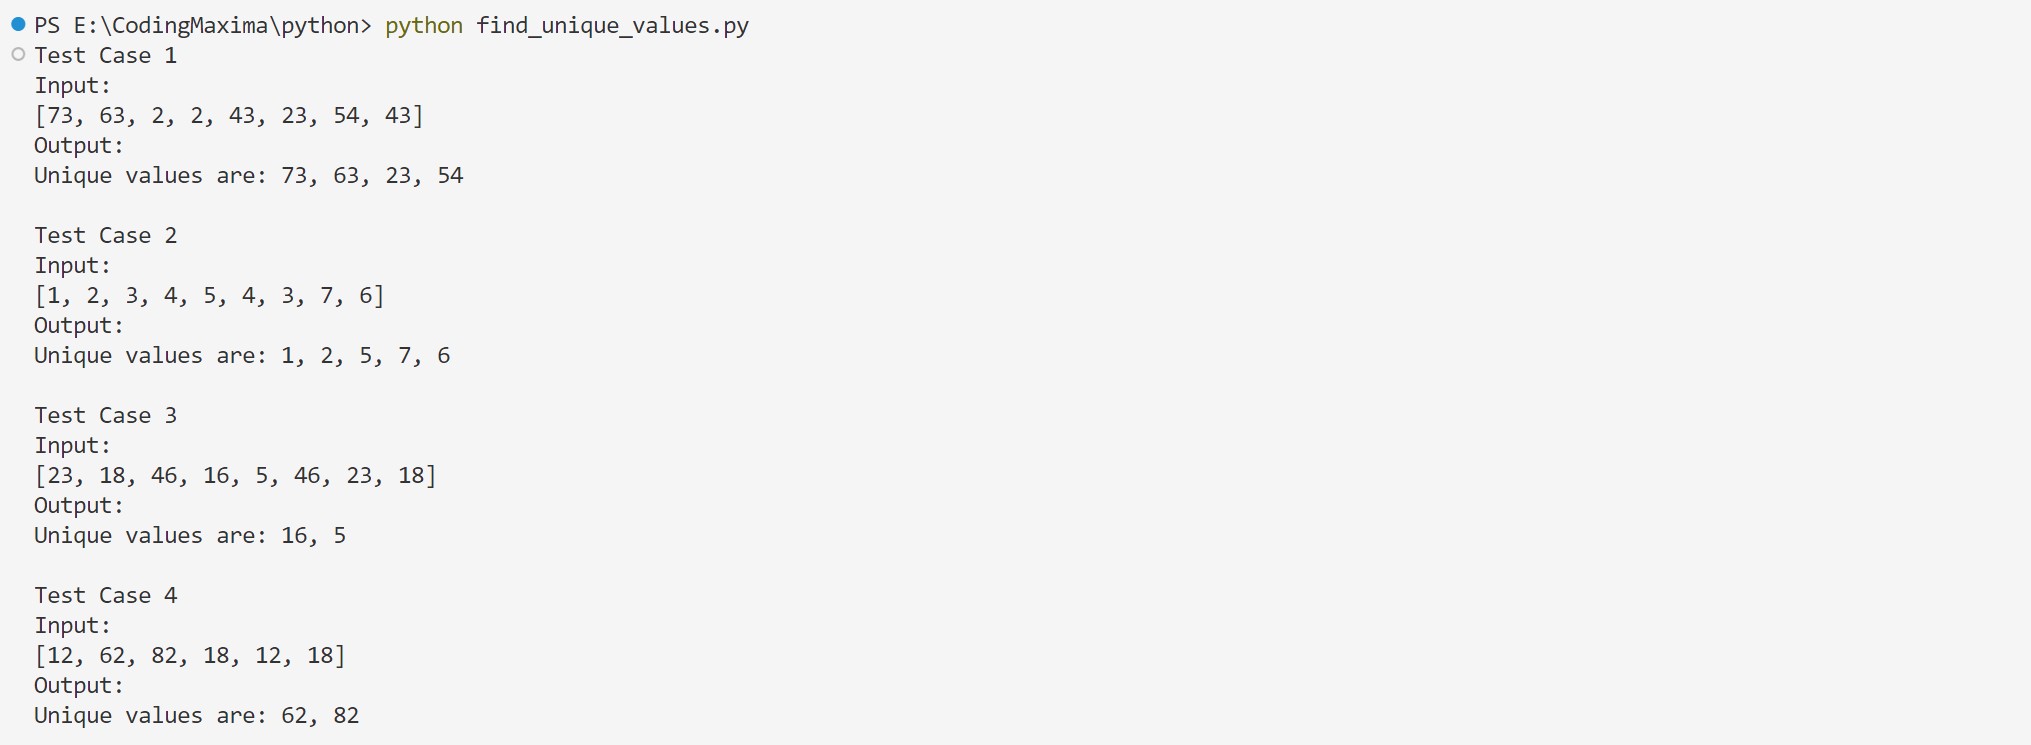 PS E:\CodingMaxima\python> python find_unique_values.py
Test Case 1
Input:
[73, 63, 2, 2, 43, 23, 54, 43]
Output:
Unique values are: 73, 63, 23, 54
Test Case 2
Input:
[1, 2, 3, 4, 5, 4, 3, 7, 6]
Output:
Unique values are: 1, 2, 5, 7, 6
Test Case 3
Input:
[23, 18, 46, 16, 5, 46, 23, 18]
Output:
Unique values are: 16, 5
Test Case 4
Input:
[12, 62, 82, 18, 12, 18]
Output:
Unique values are: 62, 82